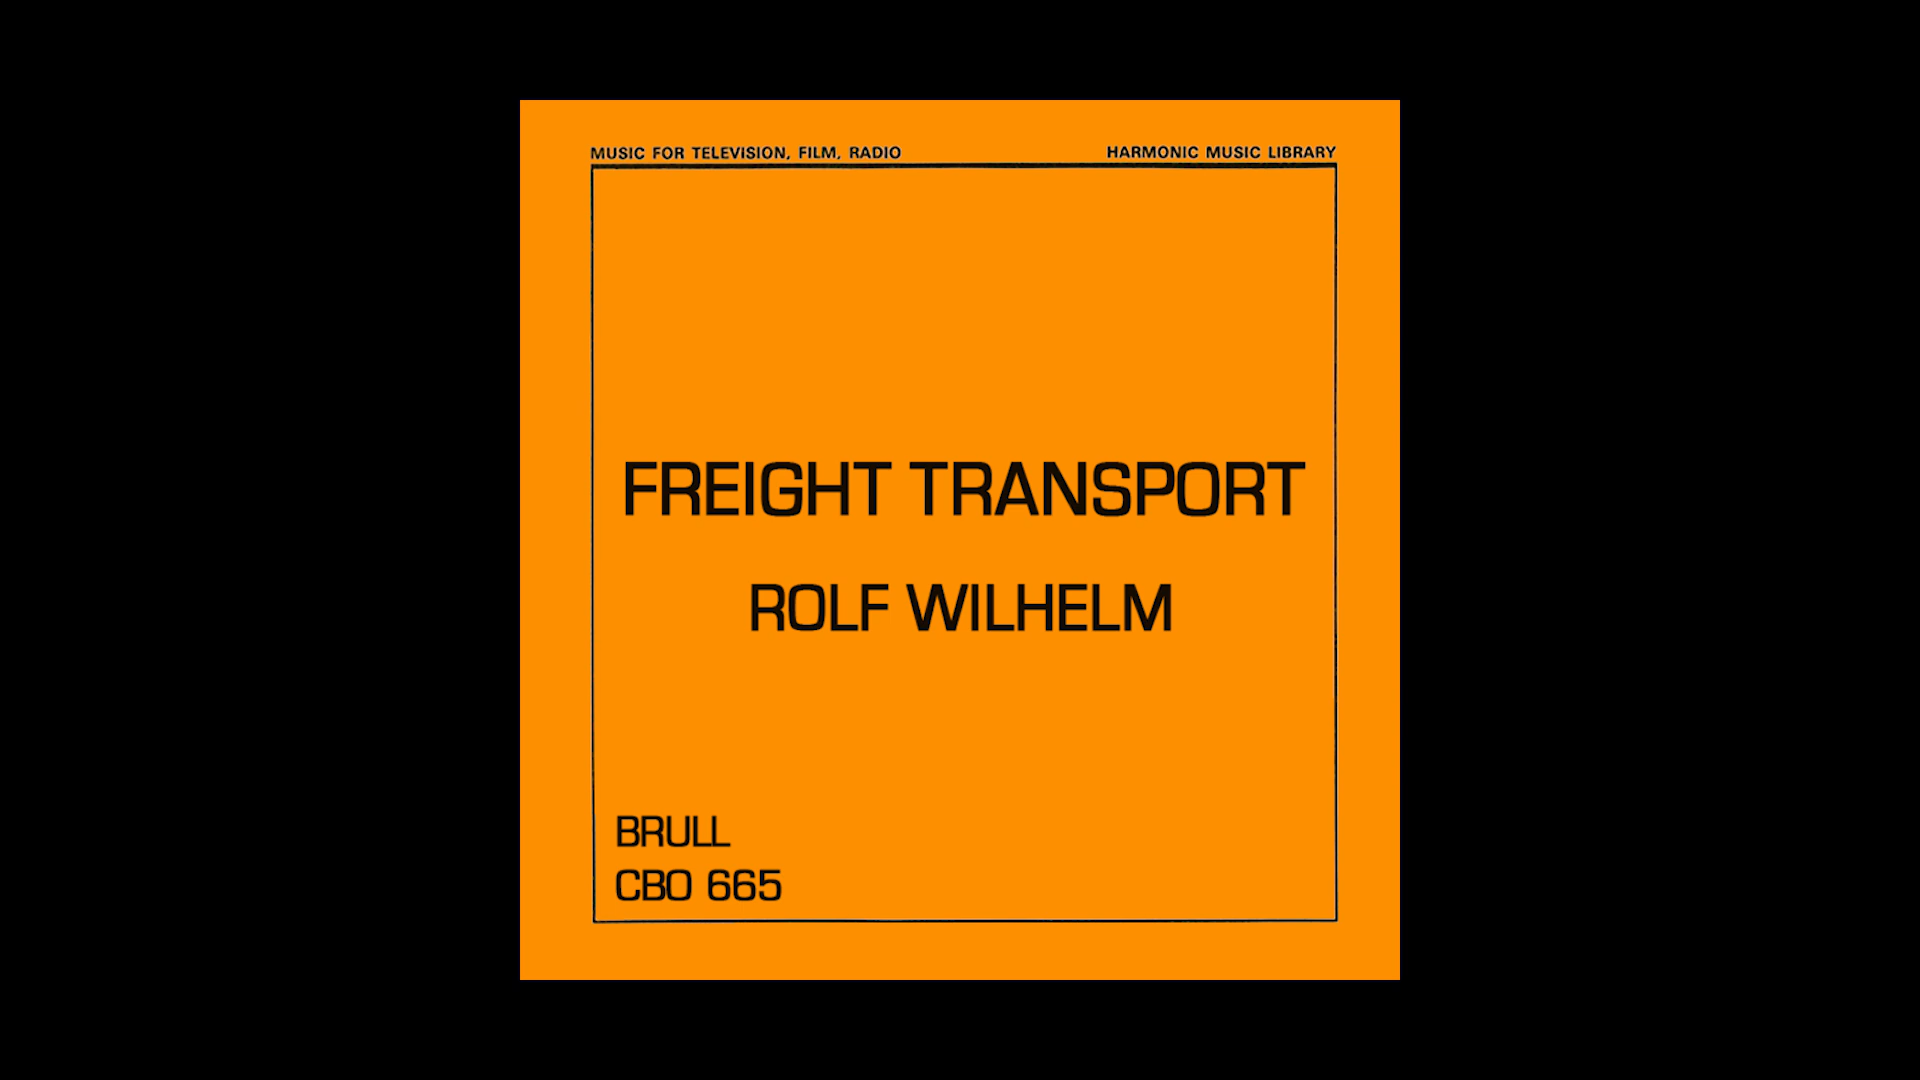 MUSIC FOR TELEVISION, FILM, RADIO
HARMONIC MUSIC LIBRARY
FREIGHT TRANSPORT
ROLF WILHELM
BRULL
CBO 665